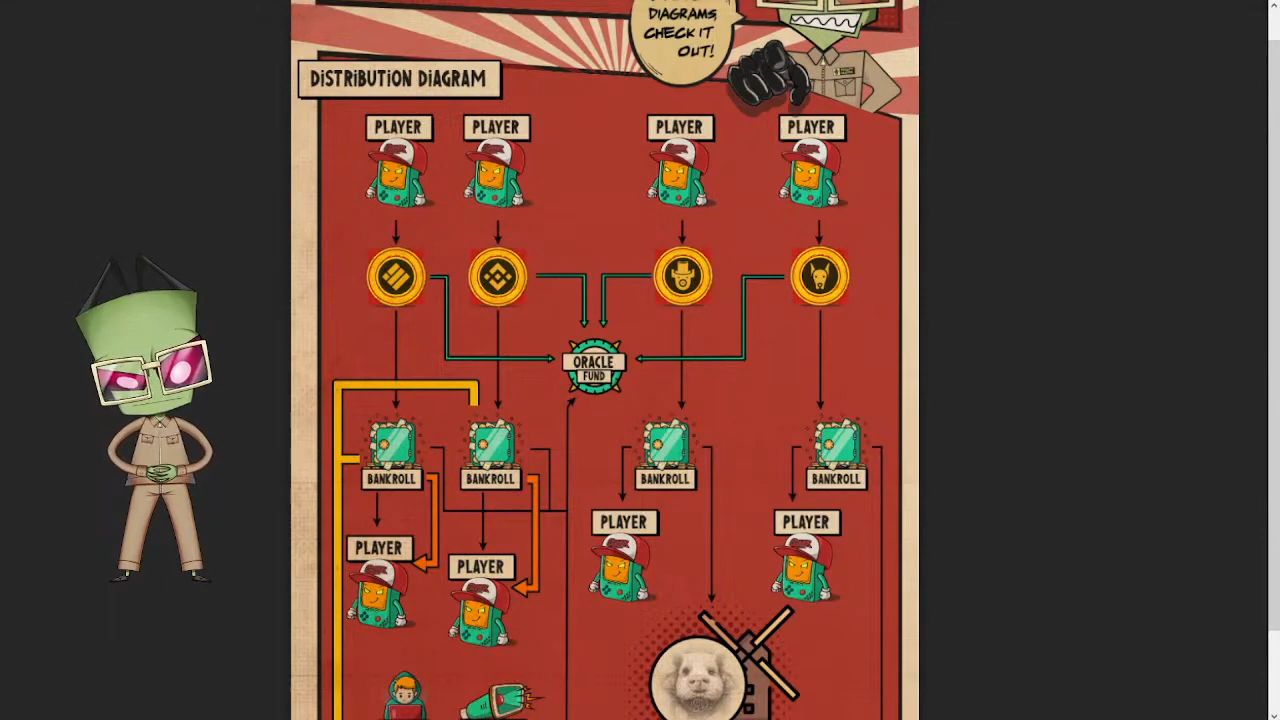 DIAGRAMS,
CHECK IT
OUT!
DISTRIBUTION DIAGRAM
PLAYER PLAYER PLAYER PLAYER
ORACLE
FUND
BANKROLL BANKROLL BANKROLL BANKROLL
PLAYER PLAYER
PLAYER
PLAYER